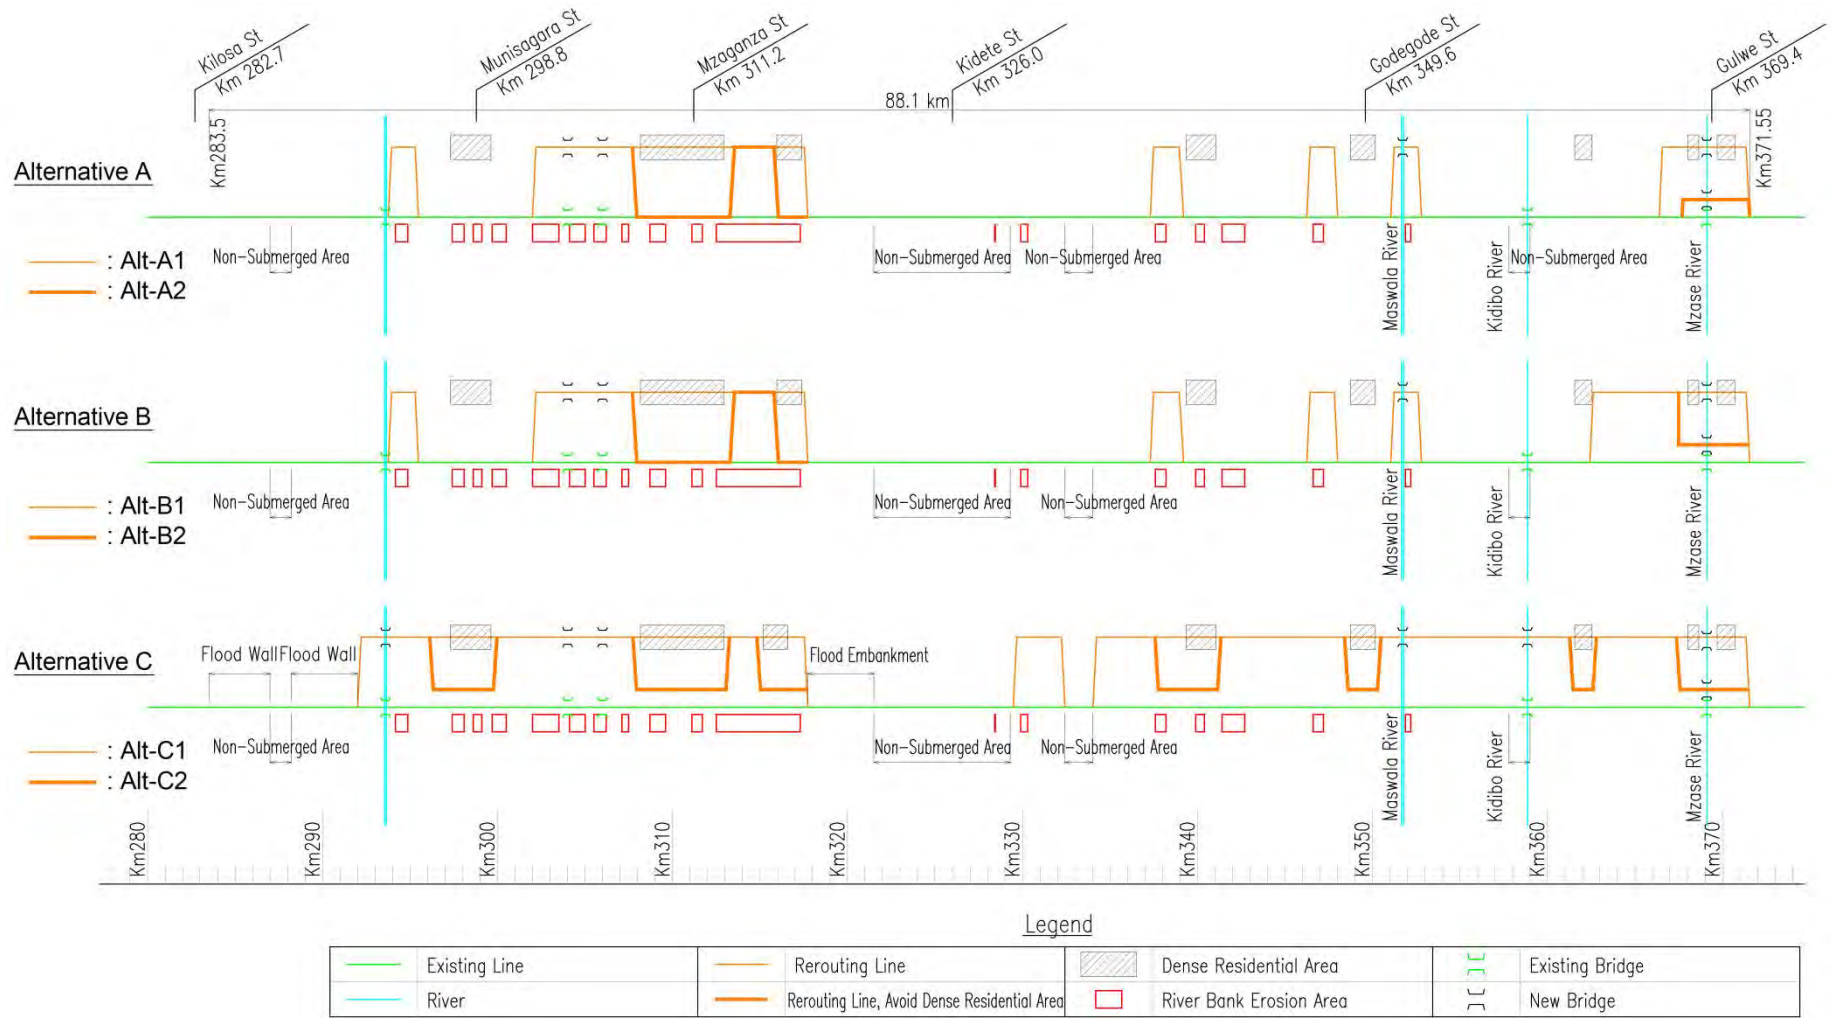 Kilosa St
Km 282.7
Munisagara St
Km 298.8
Mzaganza St
Km 311.2
Kidete St
Km 326.0
Godegode St
Km 349.6
Gulwe St
Km 369.4
88.1 km
Km283.5
Km371.55
Alternative A
: Alt-A1
: Alt-A2
Non-Submerged Area
Non-Submerged Area
Non-Submerged Area
Non-Submerged Area
Maswala River
Kidibo River
Mzase River
Alternative B
: Alt-B1
: Alt-B2
Non-Submerged Area
Non-Submerged Area
Non-Submerged Area
Maswala River
Kidibo River
Mzase River
Alternative C
Flood Wall
Flood Wall
Flood Embankment
: Alt-C1
: Alt-C2
Non-Submerged Area
Non-Submerged Area
Non-Submerged Area
Maswala River
Kidibo River
Mzase River
Km280
Km290
Km300
Km310
Km320
Km330
Km340
Km350
Km360
Km370
Legend
Existing Line
Rerouting Line
Dense Residential Area
Existing Bridge
River
Rerouting Line, Avoid Dense Residential Area
River Bank Erosion Area
New Bridge